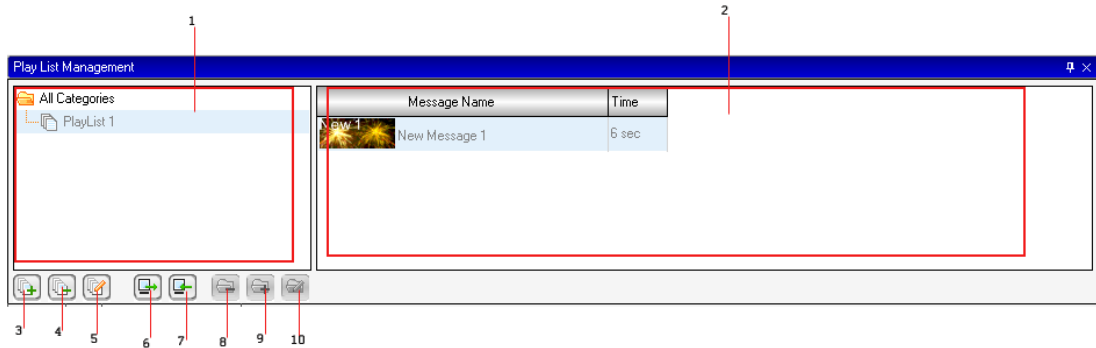 1
2
Play List Management
All Categories
PlayList 1
Message Name Time
New 1
New Message 1 6 sec
3 4 5 6 7 8 9 10